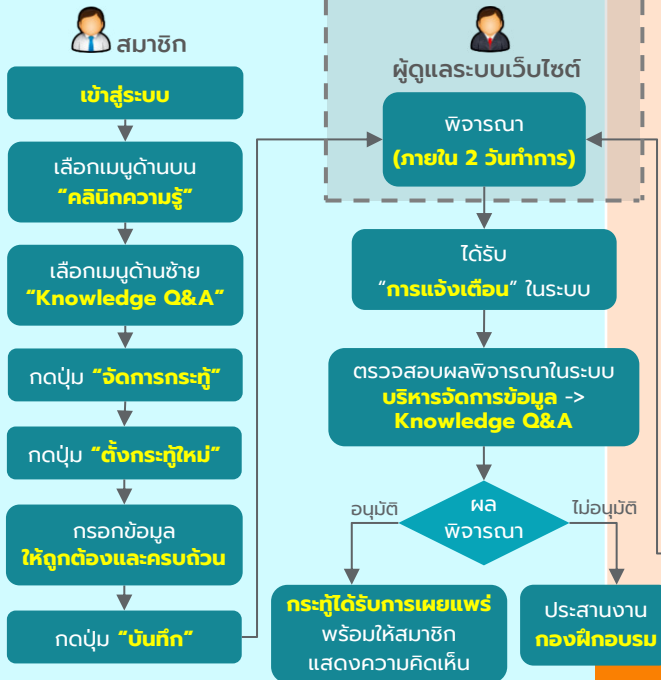 สมาชิก
เข้าสู่ระบบ
เลือกเมนูด้านบน
“คลินิกความรู้”
เลือกเมนูด้านซ้าย
“Knowledge Q&A”
กดปุ่ม “จัดการกระทู้”
กดปุ่ม “ตั้งกระทู้ใหม่”
กรอกข้อมูล
ให้ถูกต้องและครบถ้วน
กดปุ่ม “บันทึก”
ผู้ดูแลระบบเว็บไซต์
พิจารณา
(ภายใน 2 วันทำการ)
ได้รับ
“การแจ้งเตือน“ ในระบบ
ตรวจสอบผลพิจารณาในระบบ
บริหารจัดการข้อมูล ->
Knowledge Q&A
ผล
พิจารณา
อนุมัติ
ไม่อนุมัติ
กระทู้ได้รับการเผยแพร่
พร้อมให้สมาชิก
แสดงความคิดเห็น
ประสานงาน
กองฝึกอบรม